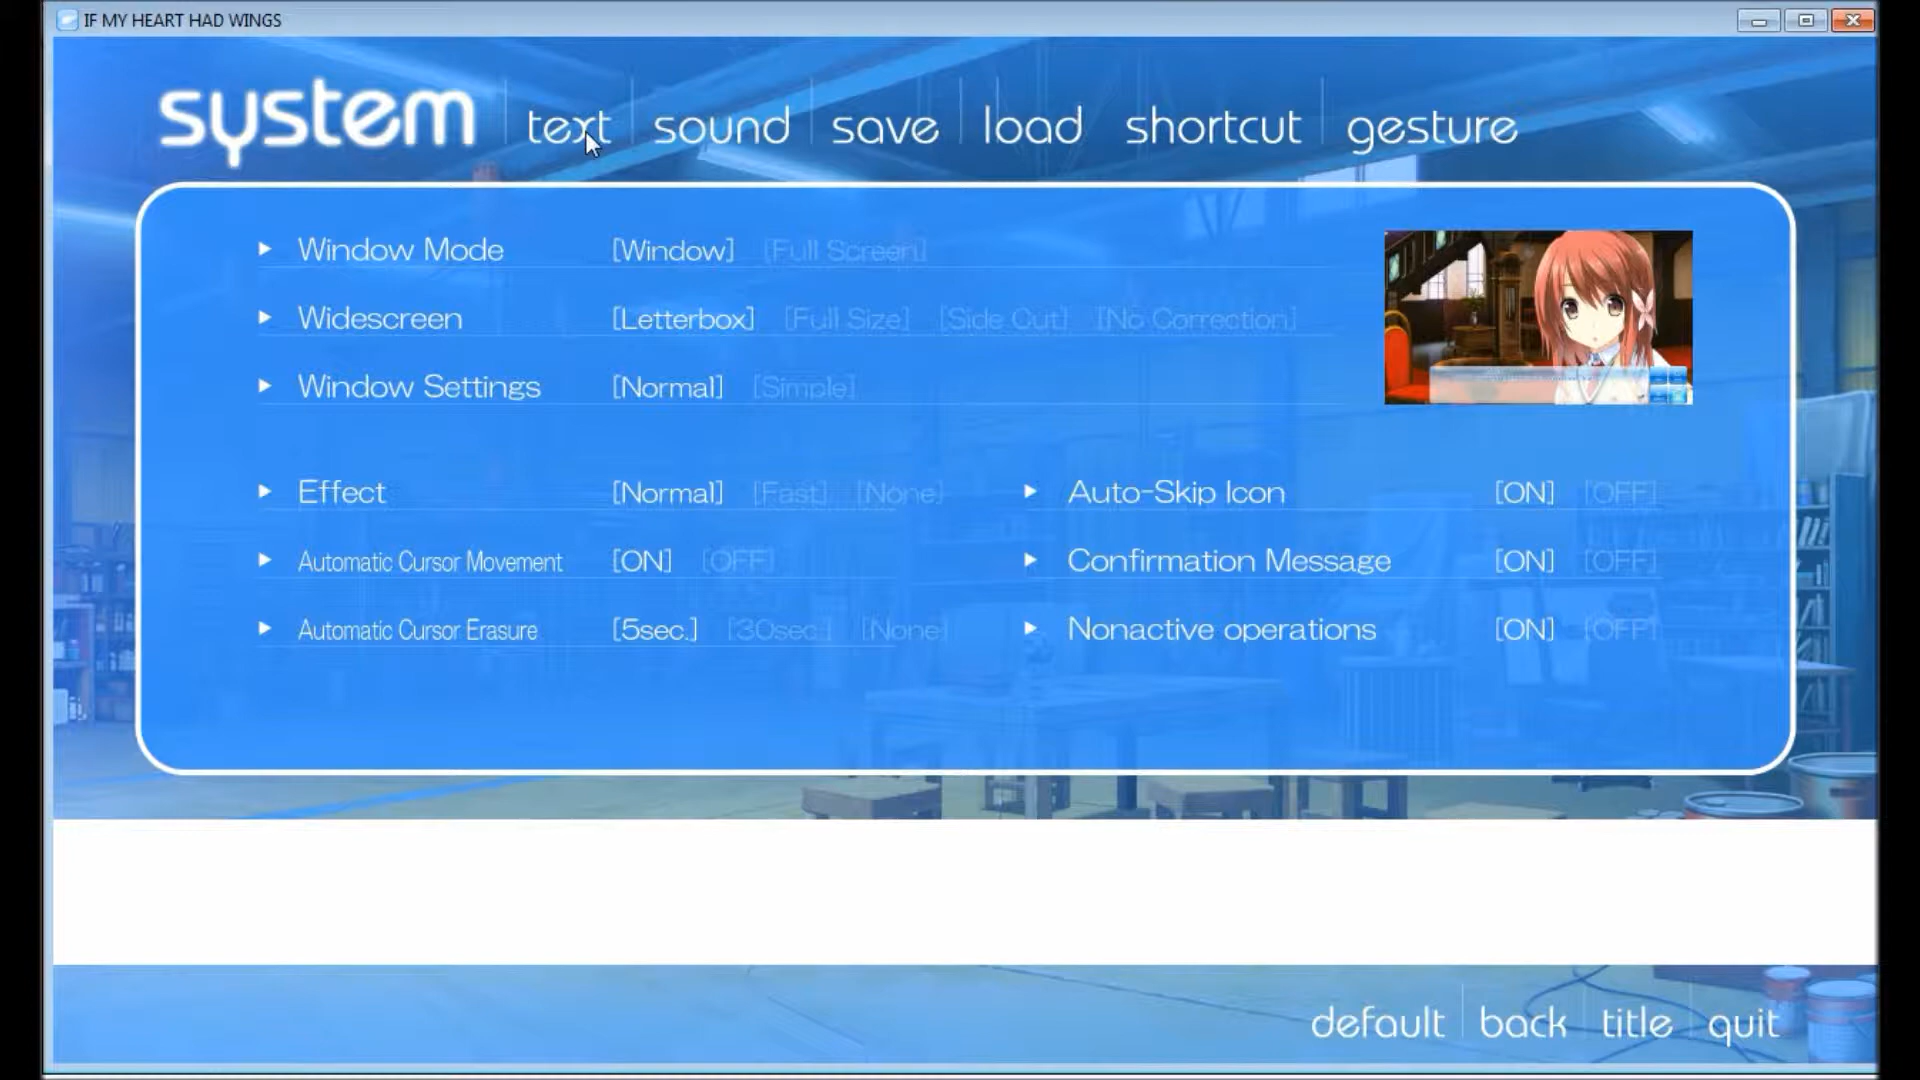 IF MY HEART HAD WINGS
system text sound save load shortcut gesture
Window Mode [Window] [Full Screen]
Widescreen [Letterbox] [Full Size] [Side Cut] [No Correction]
Window Settings [Normal] [Simple]
Effect [Normal] [Fast] [None] Auto-Skip Icon [ON] [OFF]
Automatic Cursor Movement [ON] [OFF] Confirmation Message [ON] [OFF]
Automatic Cursor Erasure [5sec.] [30sec.] [None] Nonactive operations [ON] [OFF]
default back title quit